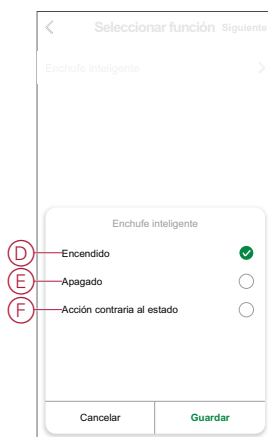 Seleccionar función Siguiente
Enchufe inteligente
Enchufe inteligente
D Encendido
E Apagado
F Acción contraria al estado
Cancelar Guardar